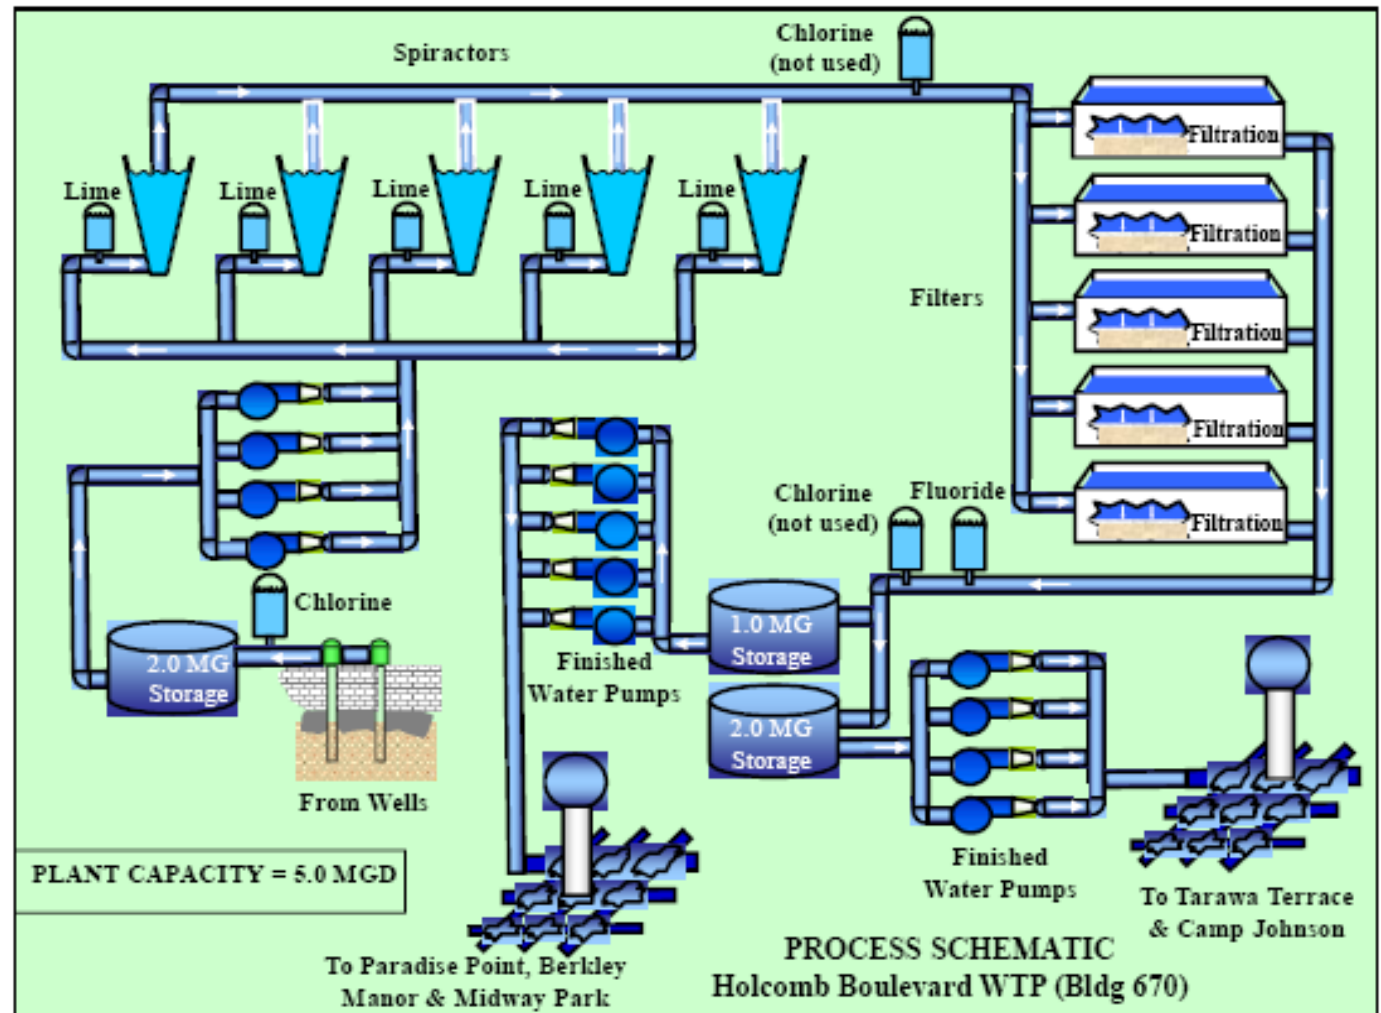 Chlorine
(not used)
Spiractors
Lime
Lime
Lime
Lime
Lime
Filtration
Filtration
Filters
Filtration
Filtration
Filtration
Chlorine
(not used)
Fluoride
Chlorine
2.0 MG
Storage
From Wells
1.0 MG
Storage
2.0 MG
Storage
Finished
Water Pumps
Finished
Water Pumps
To Tarawa Terrace
& Camp Johnson
To Paradise Point, Berkley
Manor & Midway Park
PLANT CAPACITY = 5.0 MGD
PROCESS SCHEMATIC
Holcomb Boulevard WTP (Bldg 670)